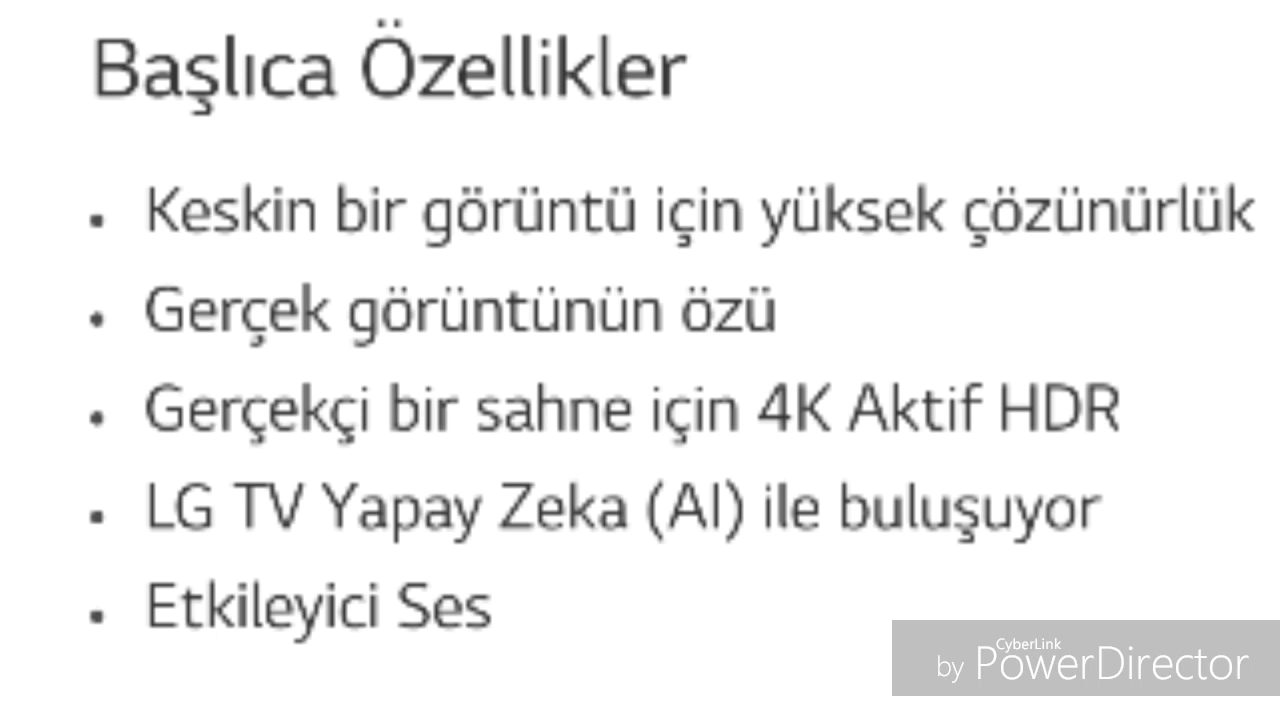 Başlıca Özellikler
Keskin bir görüntü için yüksek çözünürlük
Gerçek görüntünün özü
Gerçekçi bir sahne için 4K Aktif HDR
LG TV Yapay Zeka (AI) ile buluşuyor
Etkileyici Ses
CyberLink
by PowerDirector